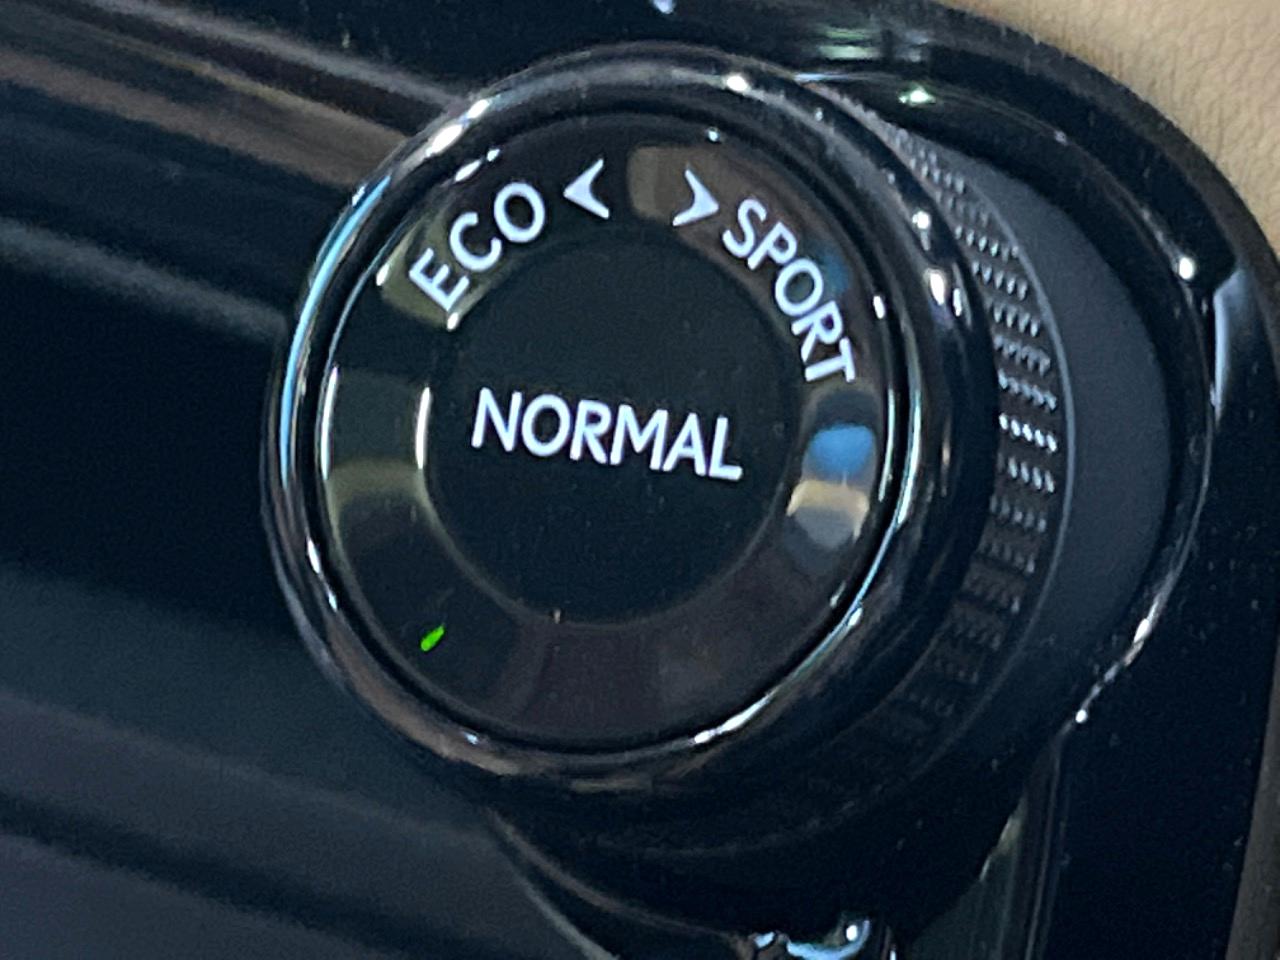 ECO < > SPORT
NORMAL